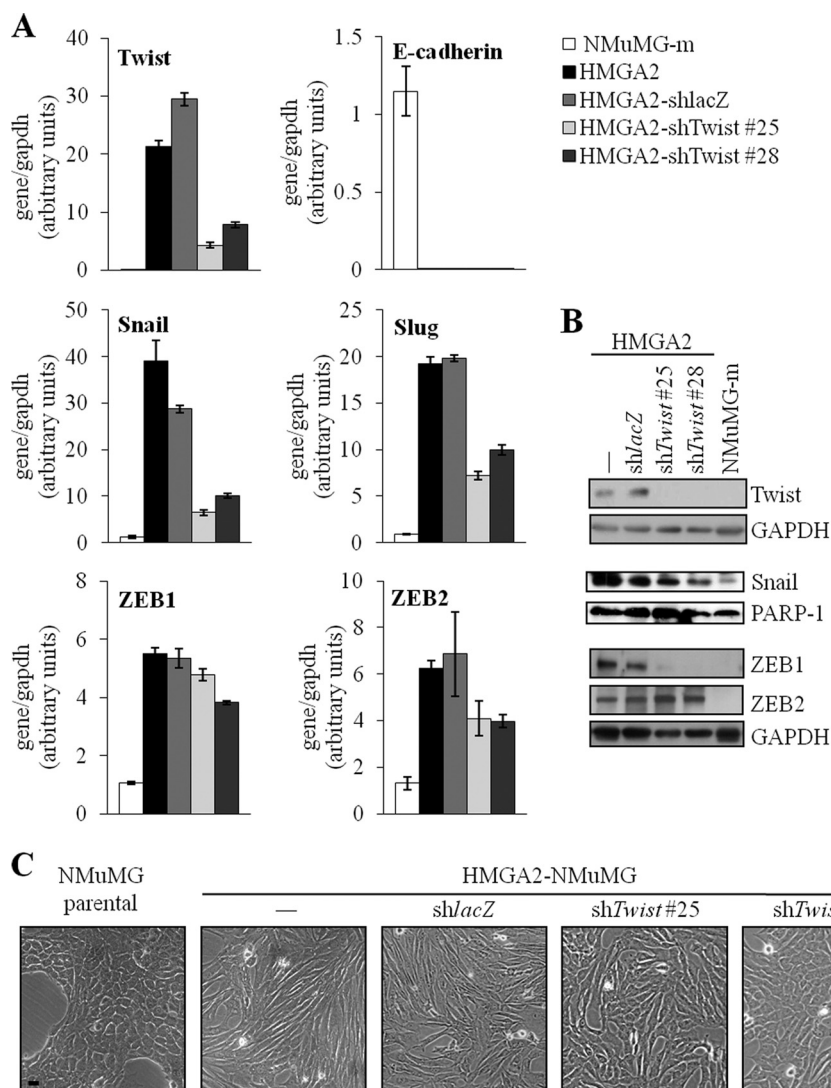 A
Twist
gene/gapdh
(arbitrary units)
40
30
20
10
0
E-cadherin
gene/gapdh
(arbitrary units)
1.5
1
0.5
0
NMuMG-m
HMGA2
HMGA2-shlacZ
HMGA2-shTwist #25
HMGA2-shTwist #28
Snail
gene/gapdh
(arbitrary units)
50
40
30
20
10
0
Slug
gene/gapdh
(arbitrary units)
25
20
15
10
5
0
ZEB1
gene/gapdh
(arbitrary units)
8
6
4
2
0
ZEB2
gene/gapdh
(arbitrary units)
10
8
6
4
2
0
B
HMGA2
—
shlacZ
shTwist #25
shTwist #28
NMuMG-m
Twist
GAPDH
Snail
PARP-1
ZEB1
ZEB2
GAPDH
C
NMuMG
parental
HMGA2-NMuMG
—
shlacZ
shTwist #25
shTwis